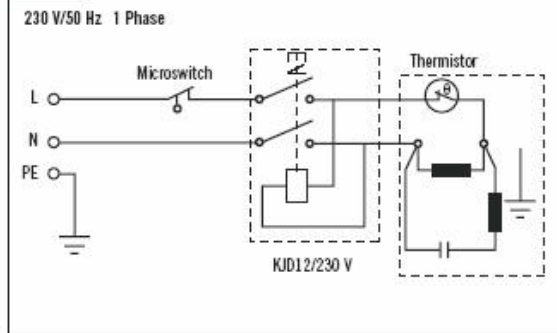 230 V/50 Hz 1 Phase
Thermistor
Microswitch
L
θ
N
PE
KJD12/230 V